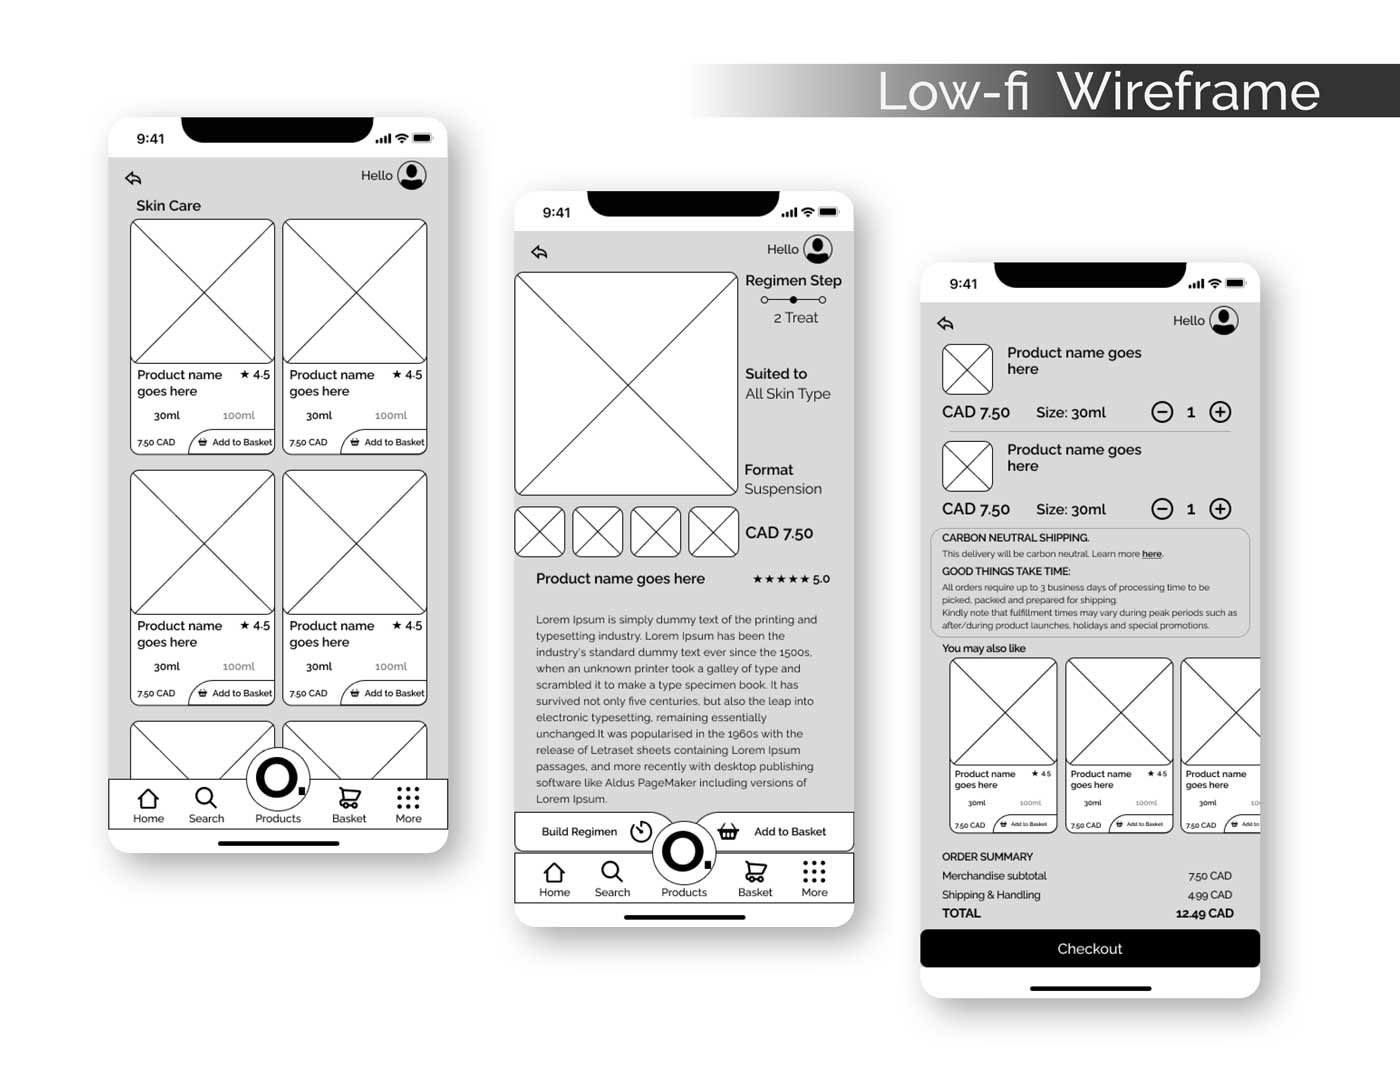 Low-fi Wireframe
9:41
Hello
Skin Care
Product name ★ 4.5
goes here
30ml 100ml
7.50 CAD Add to Basket
Product name ★ 4.5
goes here
30ml 100ml
7.50 CAD Add to Basket
Product name ★ 4.5
goes here
30ml 100ml
7.50 CAD Add to Basket
Product name ★ 4.5
goes here
30ml 100ml
7.50 CAD Add to Basket
O.
Home Search Products Basket More
9:41
Hello
Regimen Step
2 Treat
Suited to
All Skin Type
Format
Suspension
CAD 7.50
Product name goes here ★★★★★ 5.0
Lorem Ipsum is simply dummy text of the printing and
typesetting industry. Lorem Ipsum has been the
industry's standard dummy text ever since the 1500s,
when an unknown printer took a galley of type and
scrambled it to make a type specimen book. It has
survived not only five centuries, but also the leap into
electronic typesetting, remaining essentially
unchanged.It was popularised in the 1960s with the
release of Letraset sheets containing Lorem Ipsum
passages, and more recently with desktop publishing
software like Aldus PageMaker including versions of
Lorem Ipsum.
Build Regimen Add to Basket
O.
Home Search Products Basket More
9:41
Hello
Product name goes
here
CAD 7.50 Size: 30ml 1
Product name goes
here
CAD 7.50 Size: 30ml 1
CARBON NEUTRAL SHIPPING.
This delivery will be carbon neutral. Learn more here.
GOOD THINGS TAKE TIME:
All orders require up to 3 business days of processing time to be
picked, packed and prepared for shipping.
Kindly note that fulfillment times may vary during peak periods such as
after/during product launches, holidays and special promotions.
You may also like
Product name ★ 4.5
goes here
30ml 100ml
7.50 CAD Add to Basket
Product name ★ 4.5
goes here
30ml 100ml
7.50 CAD Add to Basket
Product name
goes here
30ml 10
7.50 CAD Add to
ORDER SUMMARY
Merchandise subtotal 7.50 CAD
Shipping & Handling 4.99 CAD
TOTAL 12.49 CAD
Checkout